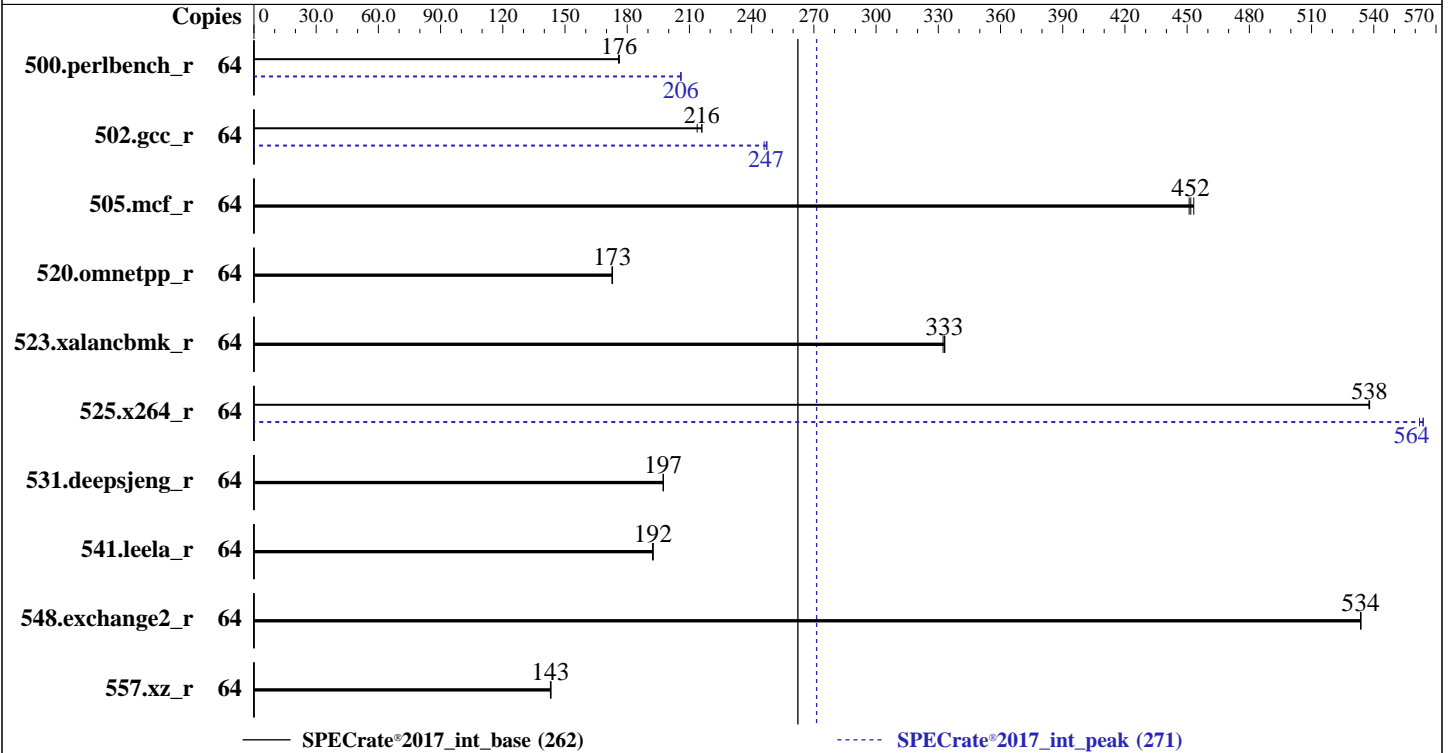 Copies 0 30.0 60.0 90.0 120 150 180 210 240 270 300 330 360 390 420 450 480 510 540 570
176
500.perlbench_r 64
206
216
502.gcc_r 64
247
452
505.mcf_r 64
173
520.omnetpp_r 64
333
523.xalancbmk_r 64
538
525.x264_r 64
564
197
531.deepsjeng_r 64
192
541.leela_r 64
534
548.exchange2_r 64
143
557.xz_r 64
SPECrate®2017_int_base (262) SPECrate®2017_int_peak (271)